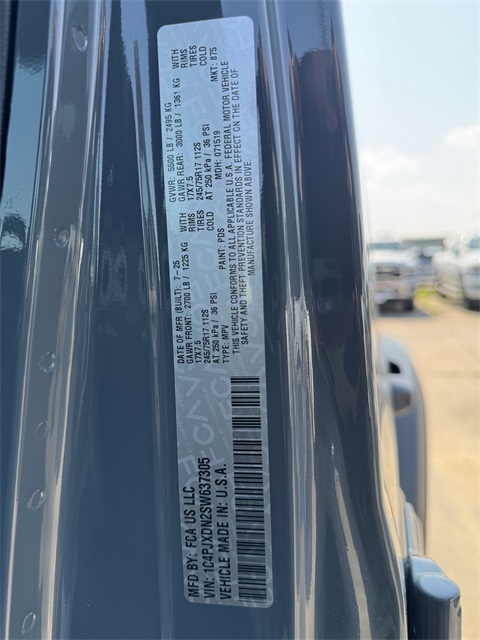 MFD BY: FCA US LLC
VIN: 1C4PJXDN2SW637305
VEHICLE MADE IN: U.S.A.
DATE OF MFR (BUILT): 7-25
GAWR FRONT: 2700 LB / 1225 KG WITH
17X7.5 RIMS
245/75R17 112S TIRES
AT 250 kPa / 36 PSI COLD
TYPE: MPV
PAINT: PDS
GVWR: 5500 LB / 2495 KG
GAWR REAR: 3000 LB / 1361 KG WITH
17X7.5 RIMS
245/75R17 112S TIRES
AT 250 kPa / 36 PSI COLD
MDH: 071519
MKT: 875
THIS VEHICLE CONFORMS TO ALL APPLICABLE U.S.A. FEDERAL MOTOR VEHICLE
SAFETY AND THEFT PREVENTION STANDARDS IN EFFECT ON THE DATE OF
MANUFACTURE SHOWN ABOVE.